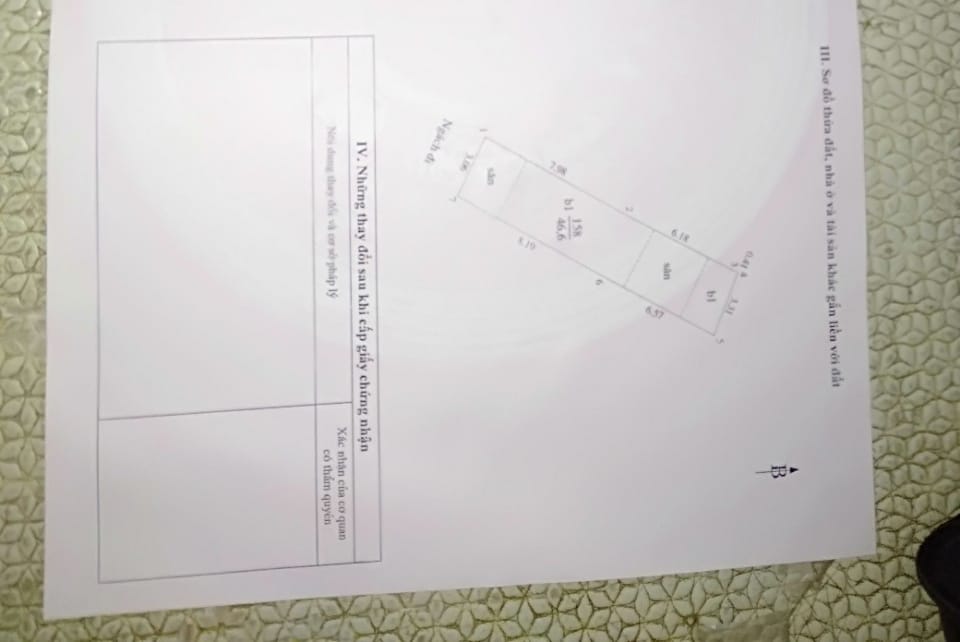 III. Sơ đồ thửa đất, nhà ở và tài sản khác gắn liền với đất
B
0.41 4
3
3.31
5
b1
6.18
sân
6.57
2
6
b1 158
46.6
7.98
8.19
1
sân
3.06
7
Ngách đi
IV. Những thay đổi sau khi cấp giấy chứng nhận
Nội dung thay đổi và cơ sở pháp lý
Xác nhận của cơ quan
có thẩm quyền